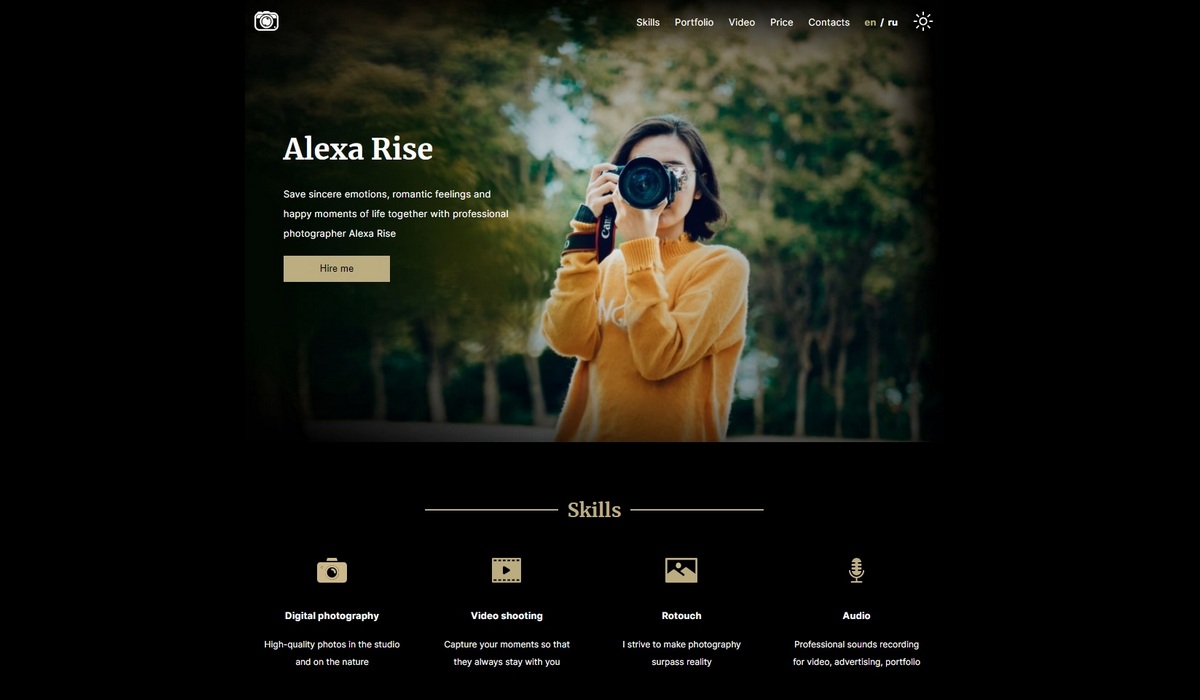 Skills Portfolio Video Price Contacts en / ru
Alexa Rise
Save sincere emotions, romantic feelings and
happy moments of life together with professional
photographer Alexa Rise
Hire me
Skills
Digital photography
High-quality photos in the studio
and on the nature
Video shooting
Capture your moments so that
they always stay with you
Rotouch
I strive to make photography
surpass reality
Audio
Professional sounds recording
for video, advertising, portfolio